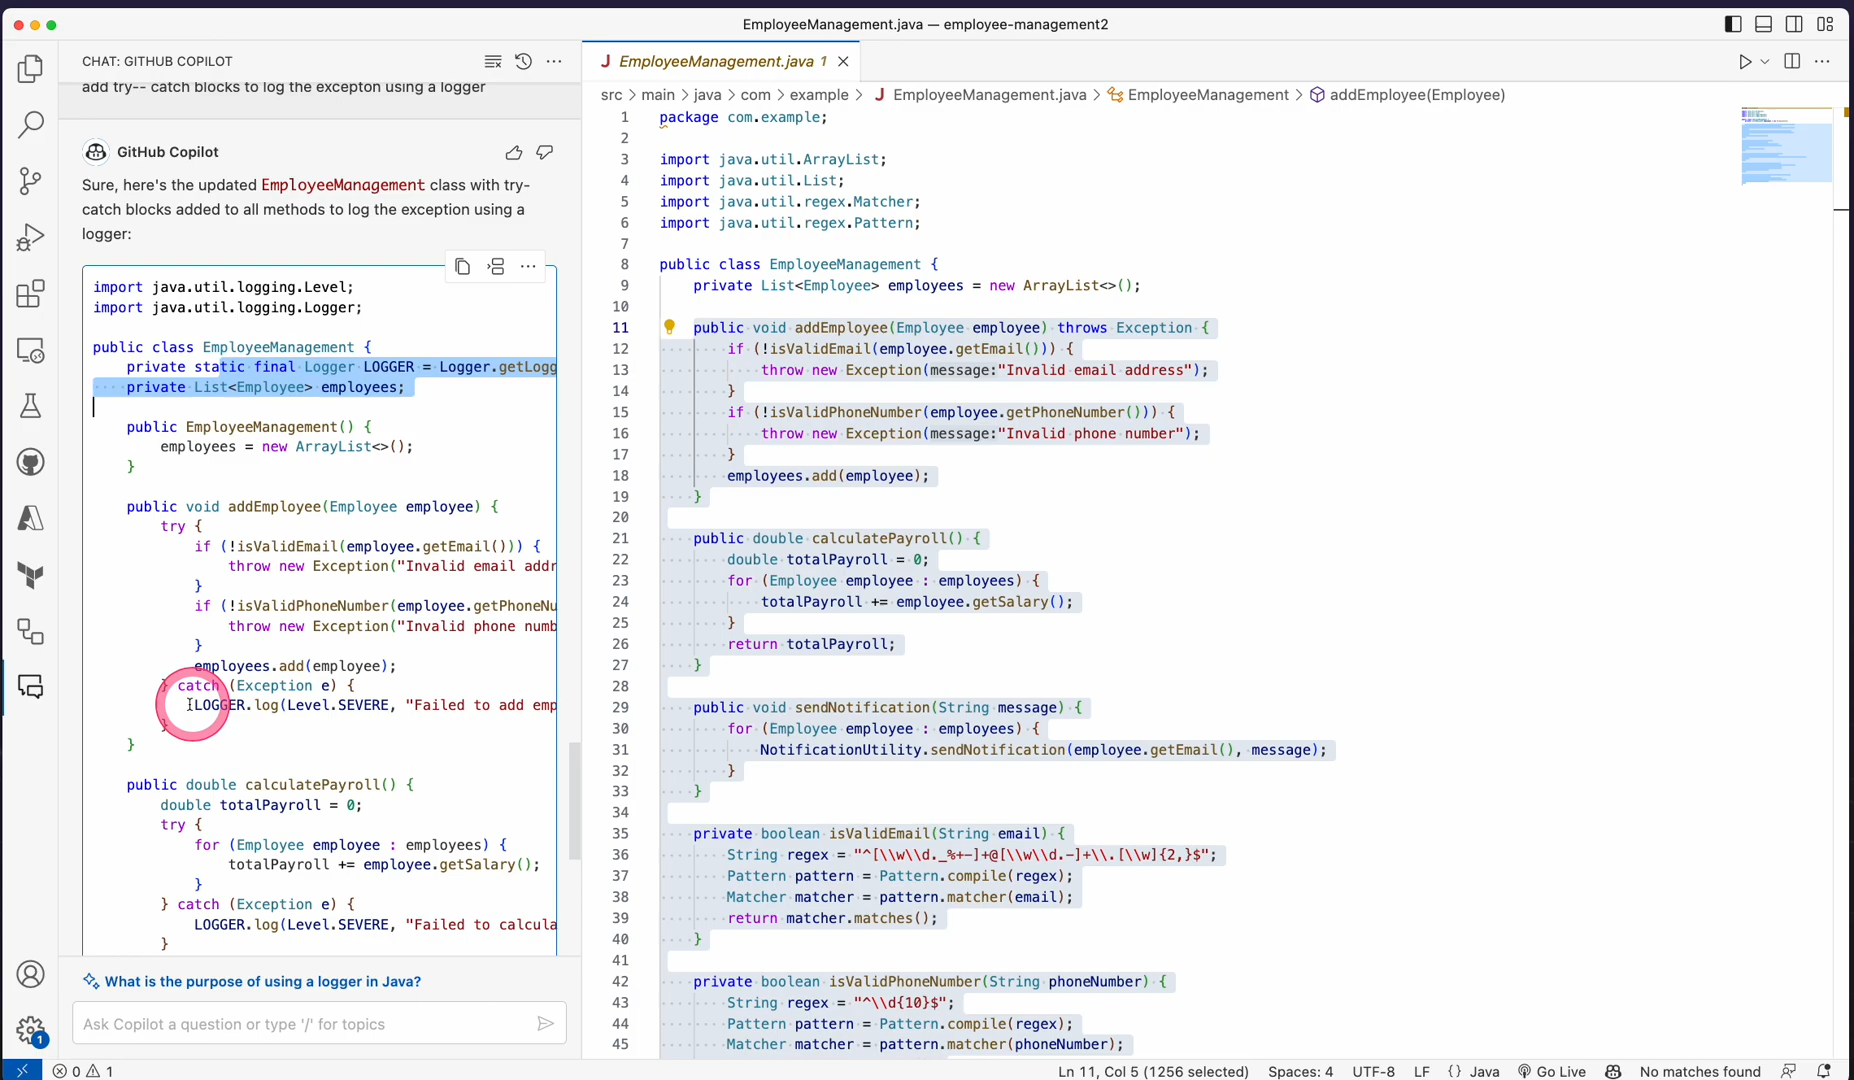 EmployeeManagement.java — employee-management2
CHAT: GITHUB COPILOT
add try-- catch blocks to log the excepton using a logger
GitHub Copilot
Sure, here's the updated EmployeeManagement class with try-
catch blocks added to all methods to log the exception using a
logger:
import java.util.logging.Level;
import java.util.logging.Logger;
public class EmployeeManagement {
private static final Logger LOGGER = Logger.getLogg
private List<Employee> employees;
public EmployeeManagement() {
employees = new ArrayList<>();
}
public void addEmployee(Employee employee) {
try {
if (!isValidEmail(employee.getEmail())) {
throw new Exception("Invalid email addr
}
if (!isValidPhoneNumber(employee.getPhoneNu
throw new Exception("Invalid phone numb
}
employees.add(employee);
} catch (Exception e) {
LOGGER.log(Level.SEVERE, "Failed to add emp
}
}
public double calculatePayroll() {
double totalPayroll = 0;
try {
for (Employee employee : employees) {
totalPayroll += employee.getSalary();
}
} catch (Exception e) {
LOGGER.log(Level.SEVERE, "Failed to calcula
}
What is the purpose of using a logger in Java?
Ask Copilot a question or type '/' for topics
J EmployeeManagement.java 1
src > main > java > com > example > J EmployeeManagement.java > EmployeeManagement > addEmployee(Employee)
1 package com.example;
2
3 import java.util.ArrayList;
4 import java.util.List;
5 import java.util.regex.Matcher;
6 import java.util.regex.Pattern;
7
8 public class EmployeeManagement {
9 private List<Employee> employees = new ArrayList<>();
10
11 public void addEmployee(Employee employee) throws Exception {
12 if (!isValidEmail(employee.getEmail())) {
13 throw new Exception(message:"Invalid email address");
14 }
15 if (!isValidPhoneNumber(employee.getPhoneNumber())) {
16 throw new Exception(message:"Invalid phone number");
17 }
18 employees.add(employee);
19 }
20
21 public double calculatePayroll() {
22 double totalPayroll = 0;
23 for (Employee employee : employees) {
24 totalPayroll += employee.getSalary();
25 }
26 return totalPayroll;
27 }
28
29 public void sendNotification(String message) {
30 for (Employee employee : employees) {
31 NotificationUtility.sendNotification(employee.getEmail(), message);
32 }
33 }
34
35 private boolean isValidEmail(String email) {
36 String regex = "^[\\w\\d._%+-]+@[\\w\\d.-]+\\.[\\w]{2,}$";
37 Pattern pattern = Pattern.compile(regex);
38 Matcher matcher = pattern.matcher(email);
39 return matcher.matches();
40 }
41
42 private boolean isValidPhoneNumber(String phoneNumber) {
43 String regex = "^\\d{10}$";
44 Pattern pattern = Pattern.compile(regex);
45 Matcher matcher = pattern.matcher(phoneNumber);
1
0 1 Ln 11, Col 5 (1256 selected) Spaces: 4 UTF-8 LF {} Java Go Live No matches found